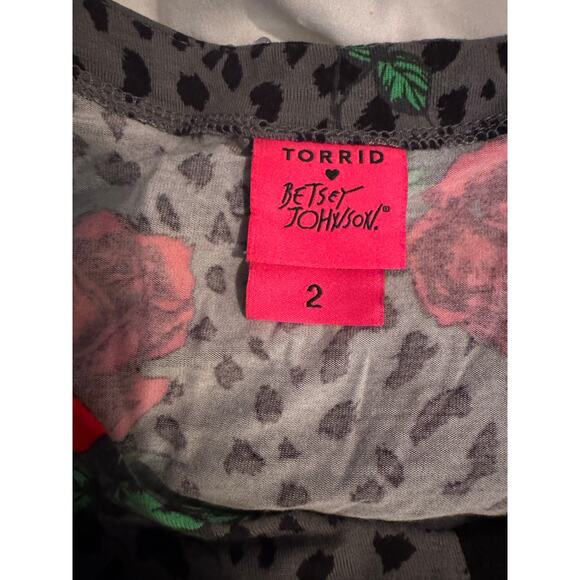 TORRID
♥
BETSEY
JOHNSON.®
2